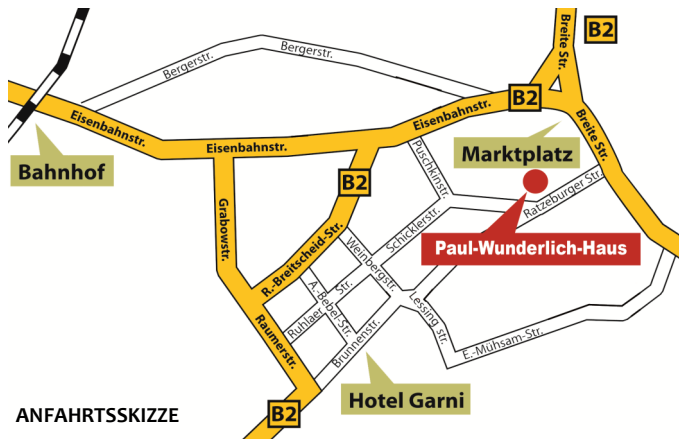 Breite Str.
B2
Bergerstr.
Bergerstr.
B2
Eisenbahnstr.
Eisenbahnstr.
Eisenbahnstr.
Breite Str.
Puschkinstr.
Marktplatz
Bahnhof
B2
Ratzeburger Str.
Grabowstr.
Schicklerstr.
Paul-Wunderlich-Haus
R.-Breitscheid-Str.
Weinbergstr.
A.-Bebel-Str.
Ruhlaer Str.
Lessing str.
Raumerstr.
Brunnenstr.
E.-Mühsam-Str.
Hotel Garni
B2
ANFAHRTSSKIZZE